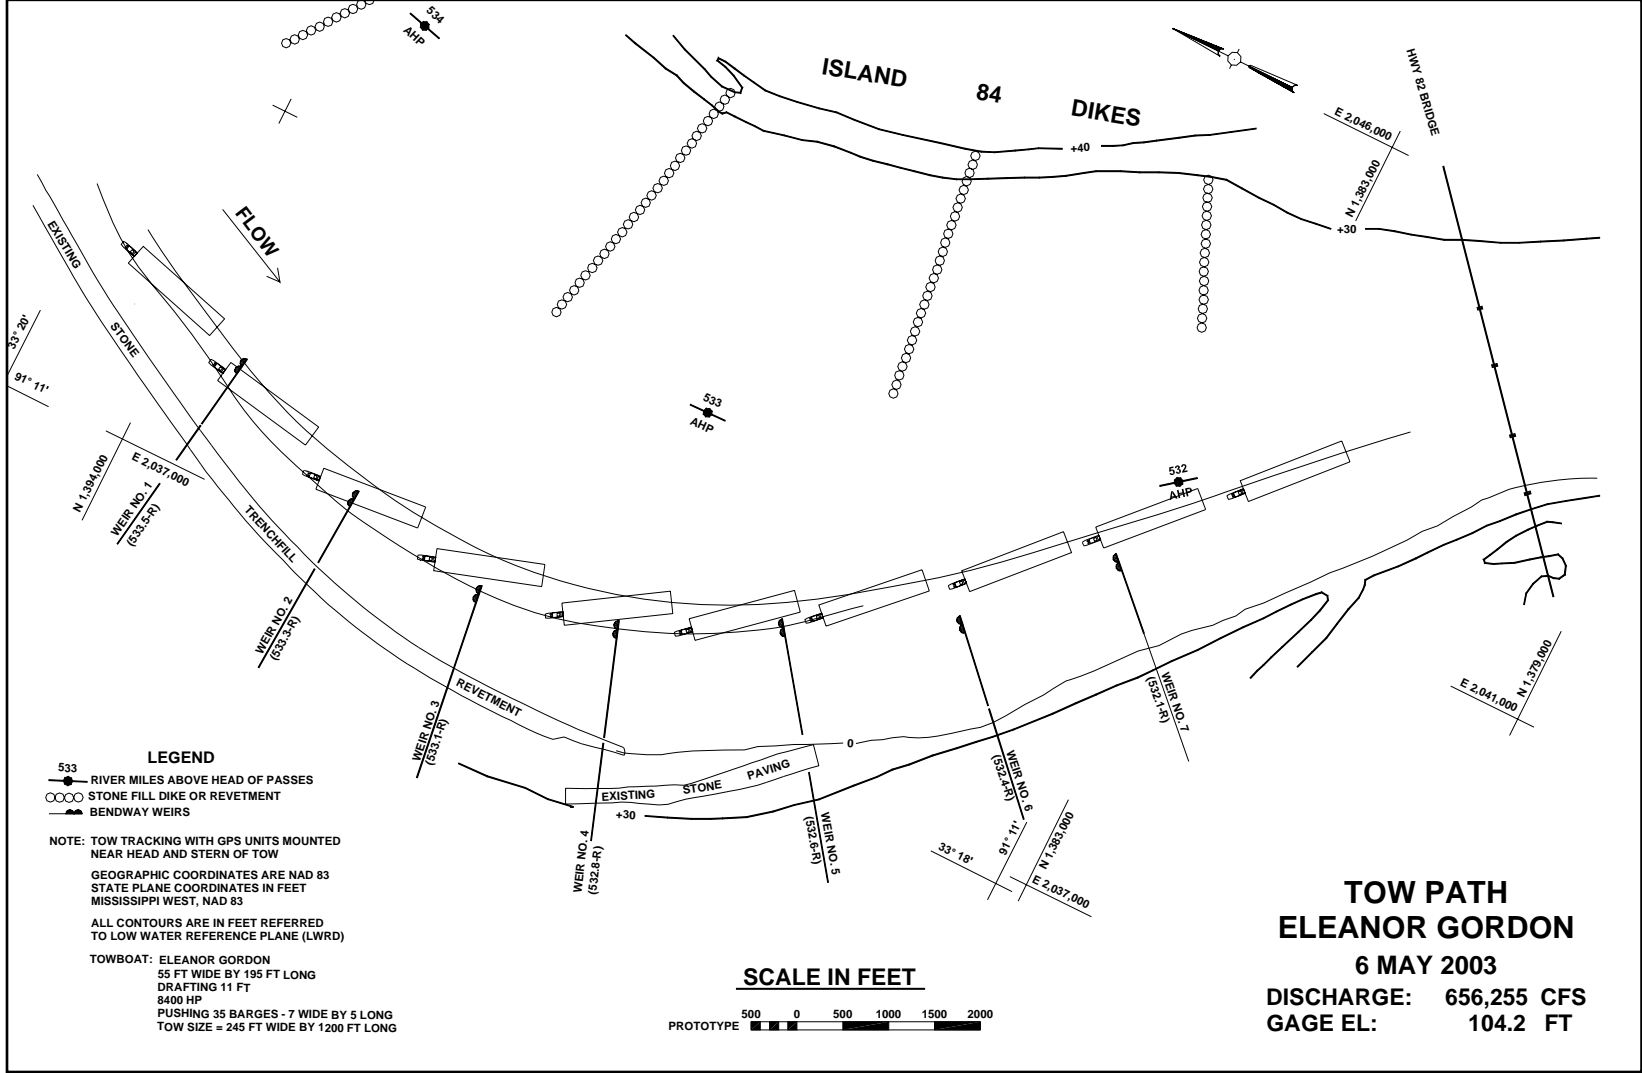 534
AHP
ISLAND 84 DIKES
HWY 82 BRIDGE
E 2,046,000
N 1,383,000
+40
+30
FLOW
EXISTING
STONE
TRENCHFILL
REVETMENT
33° 20'
91° 11'
N 1,394,000
E 2,037,000
WEIR NO. 1
(533.5-R)
533
AHP
532
AHP
WEIR NO. 2
(533.3-R)
WEIR NO. 3
(533.1-R)
WEIR NO. 4
(532.8-R)
WEIR NO. 5
(532.6-R)
WEIR NO. 6
(532.4-R)
WEIR NO. 7
(532.1-R)
E 2,041,000
N 1,379,000
0
EXISTING STONE PAVING
+30
33° 18'
91° 11'
N 1,383,000
E 2,037,000
LEGEND
533
RIVER MILES ABOVE HEAD OF PASSES
STONE FILL DIKE OR REVETMENT
BENDWAY WEIRS
NOTE: TOW TRACKING WITH GPS UNITS MOUNTED
NEAR HEAD AND STERN OF TOW
GEOGRAPHIC COORDINATES ARE NAD 83
STATE PLANE COORDINATES IN FEET
MISSISSIPPI WEST, NAD 83
ALL CONTOURS ARE IN FEET REFERRED
TO LOW WATER REFERENCE PLANE (LWRD)
TOWBOAT: ELEANOR GORDON
55 FT WIDE BY 195 FT LONG
DRAFTING 11 FT
8400 HP
PUSHING 35 BARGES - 7 WIDE BY 5 LONG
TOW SIZE = 245 FT WIDE BY 1200 FT LONG
SCALE IN FEET
PROTOTYPE 500 0 500 1000 1500 2000
TOW PATH
ELEANOR GORDON
6 MAY 2003
DISCHARGE: 656,255 CFS
GAGE EL: 104.2 FT